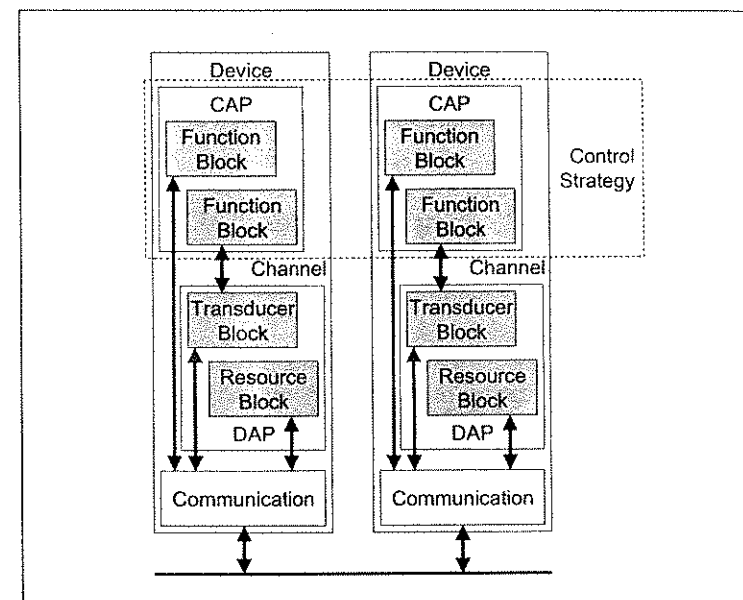 Device
CAP
Function
Block
Function
Block
Channel
Transducer
Block
Resource
Block
DAP
Communication
Device
CAP
Function
Block
Function
Block
Channel
Transducer
Block
Resource
Block
DAP
Communication
Control
Strategy